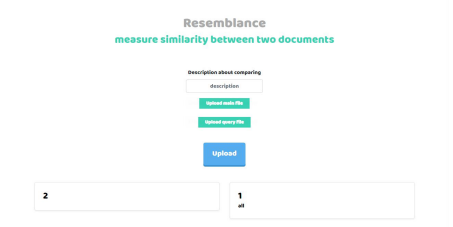 Resemblance
measure similarity between two documents
Description about comparing
description
Upload main file
Upload query file
Upload
2
1
all